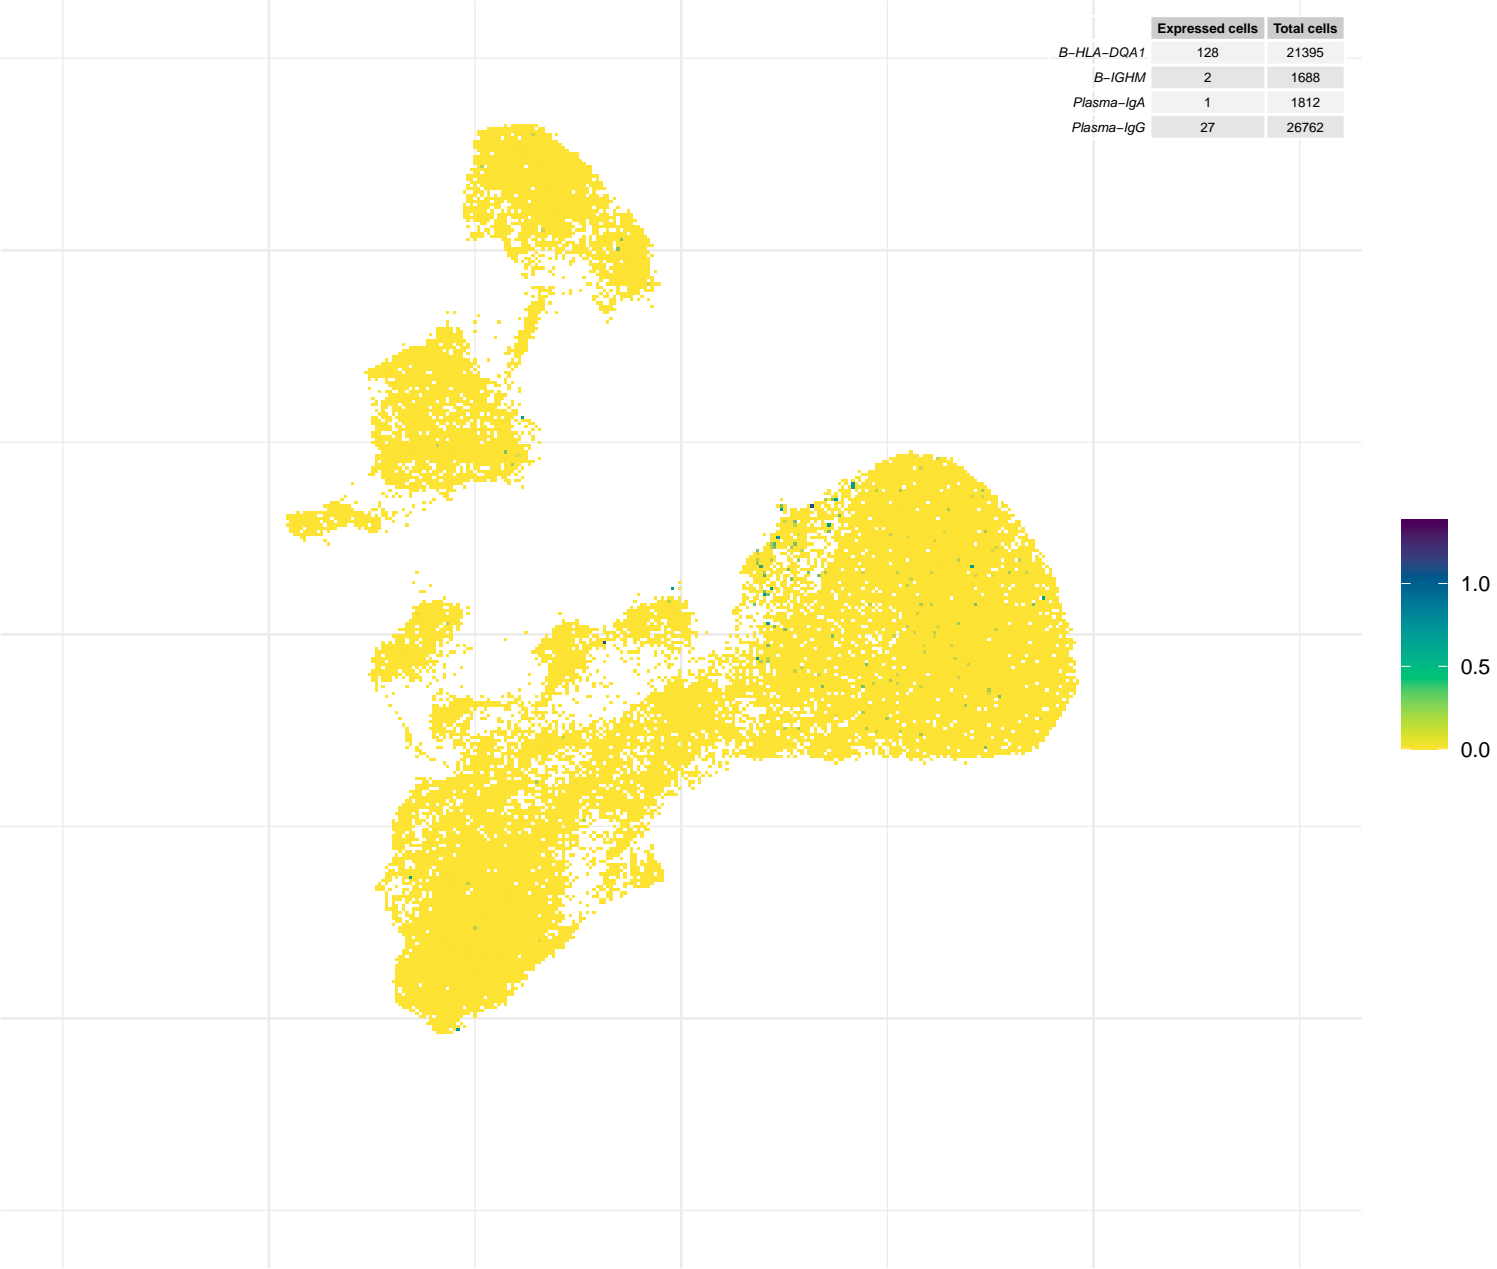 Expressed cells Total cells
B−HLA−DQA1 128 21395
B−IGHM 2 1688
Plasma−IgA 1 1812
Plasma−IgG 27 26762
1.0
0.5
0.0